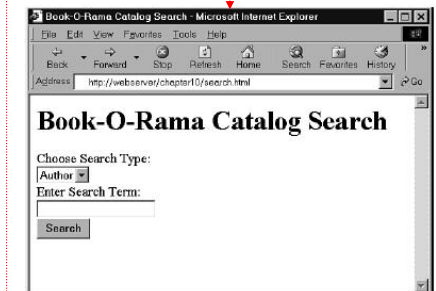 Book-O-Rama Catalog Search - Microsoft Internet Explorer
File Edit View Favorites Tools Help
Back Forward Stop Refresh Home Search Favorites History »
Address http://webserver/chapter10/search.html Go
Book-O-Rama Catalog Search
Choose Search Type:
Author
Enter Search Term:
Search